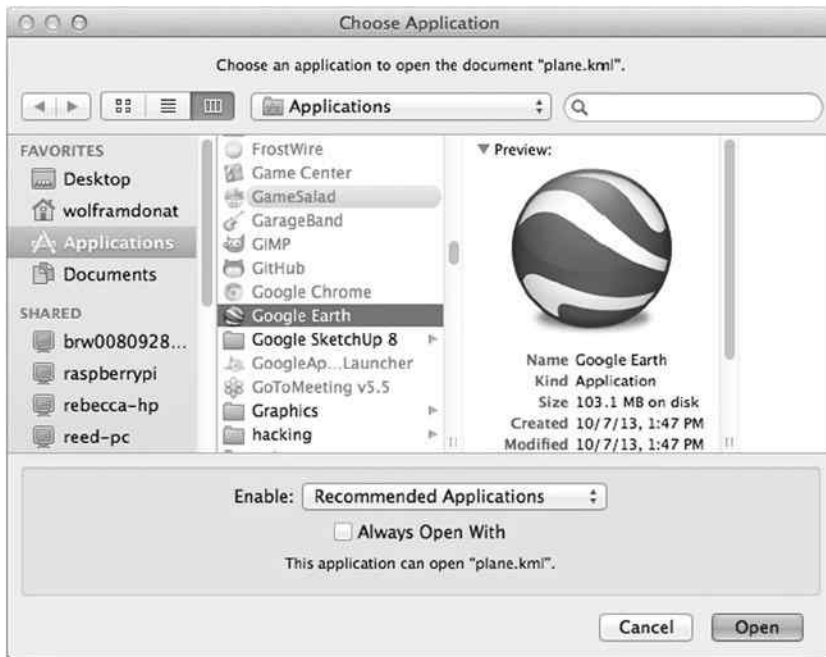 Choose Application
Choose an application to open the document "plane.kml".
Applications
FAVORITES
Desktop
wolframdonat
Applications
Documents
SHARED
brw0080928...
raspberrypi
rebecca-hp
reed-pc
FrostWire
Game Center
GameSalad
GarageBand
GIMP
GitHub
Google Chrome
Google Earth
Google SketchUp 8
GoogleAp...Launcher
GoToMeeting v5.5
Graphics
hacking
Preview:
Name Google Earth
Kind Application
Size 103.1 MB on disk
Created 10/7/13, 1:47 PM
Modified 10/7/13, 1:47 PM
Enable: Recommended Applications
Always Open With
This application can open "plane.kml".
Cancel Open